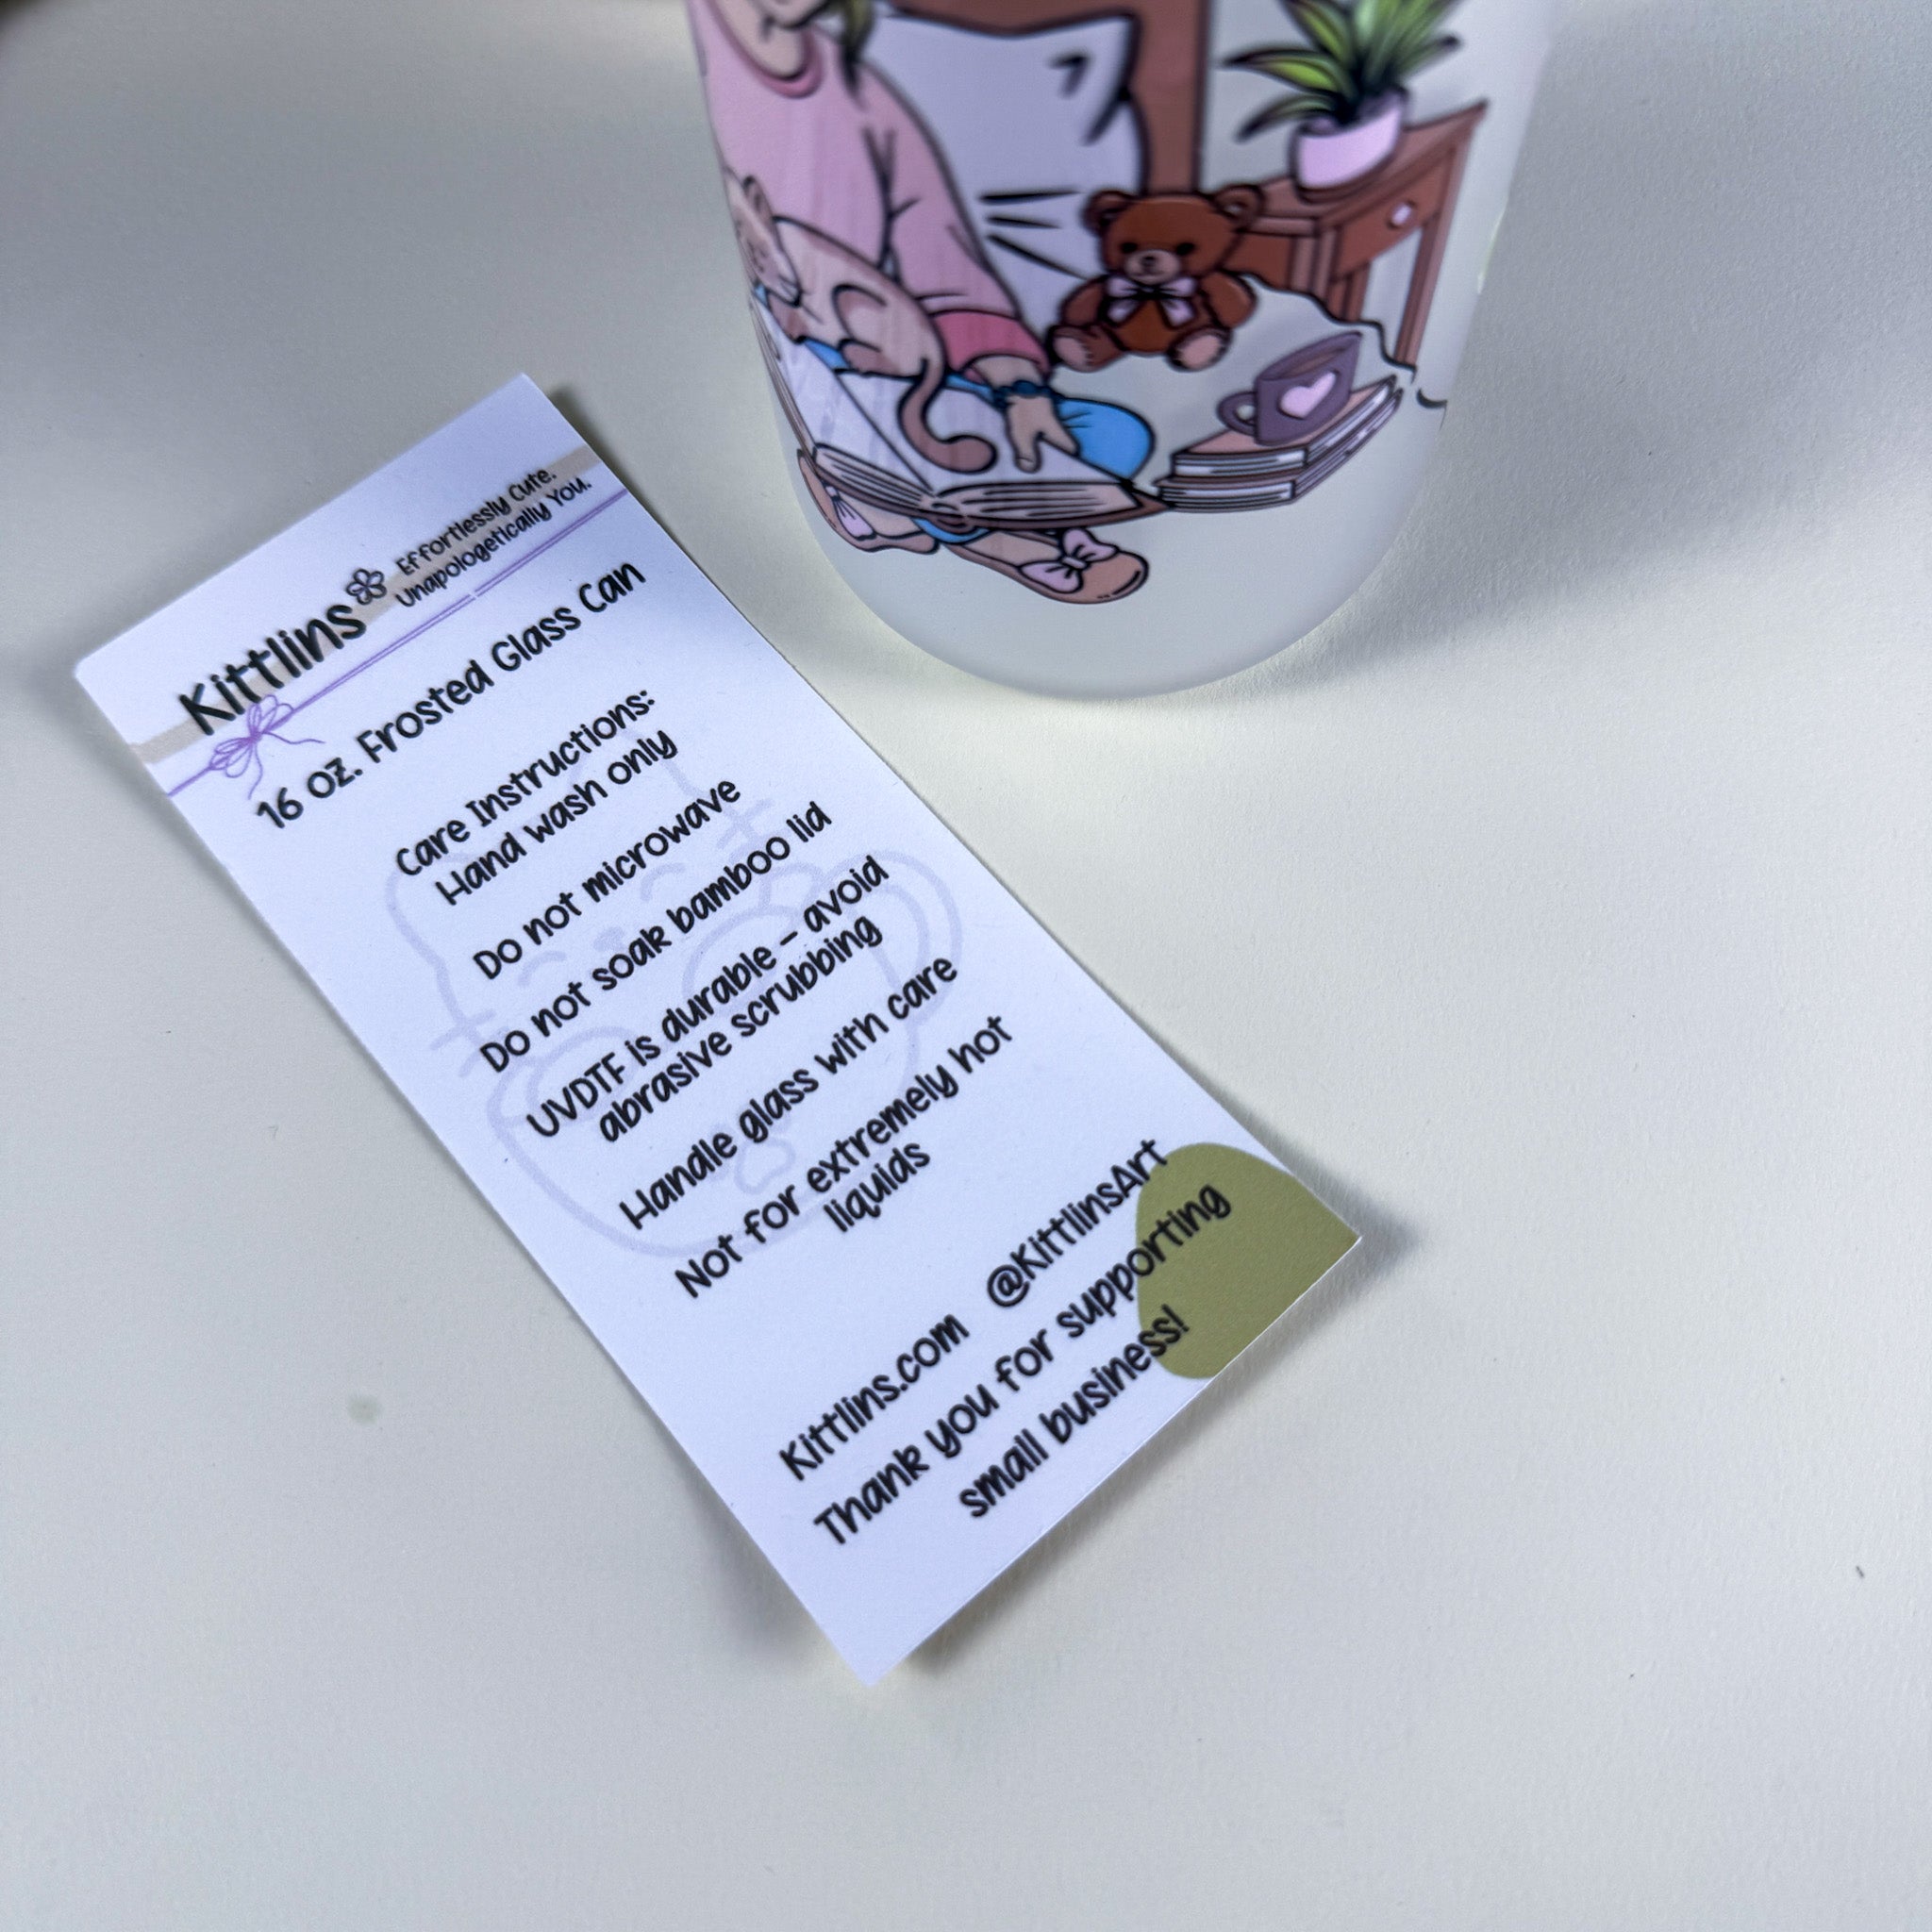 Kittlins
Effortlessly Cute.
Unapologetically You.
16 oz. Frosted Glass Can
Care Instructions:
Hand wash only
Do not microwave
Do not soak bamboo lid
UVDTF is durable – avoid
abrasive scrubbing
Handle glass with care
Not for extremely hot
liquids
Kittlins.com @KittlinsArt
Thank you for supporting
small business!